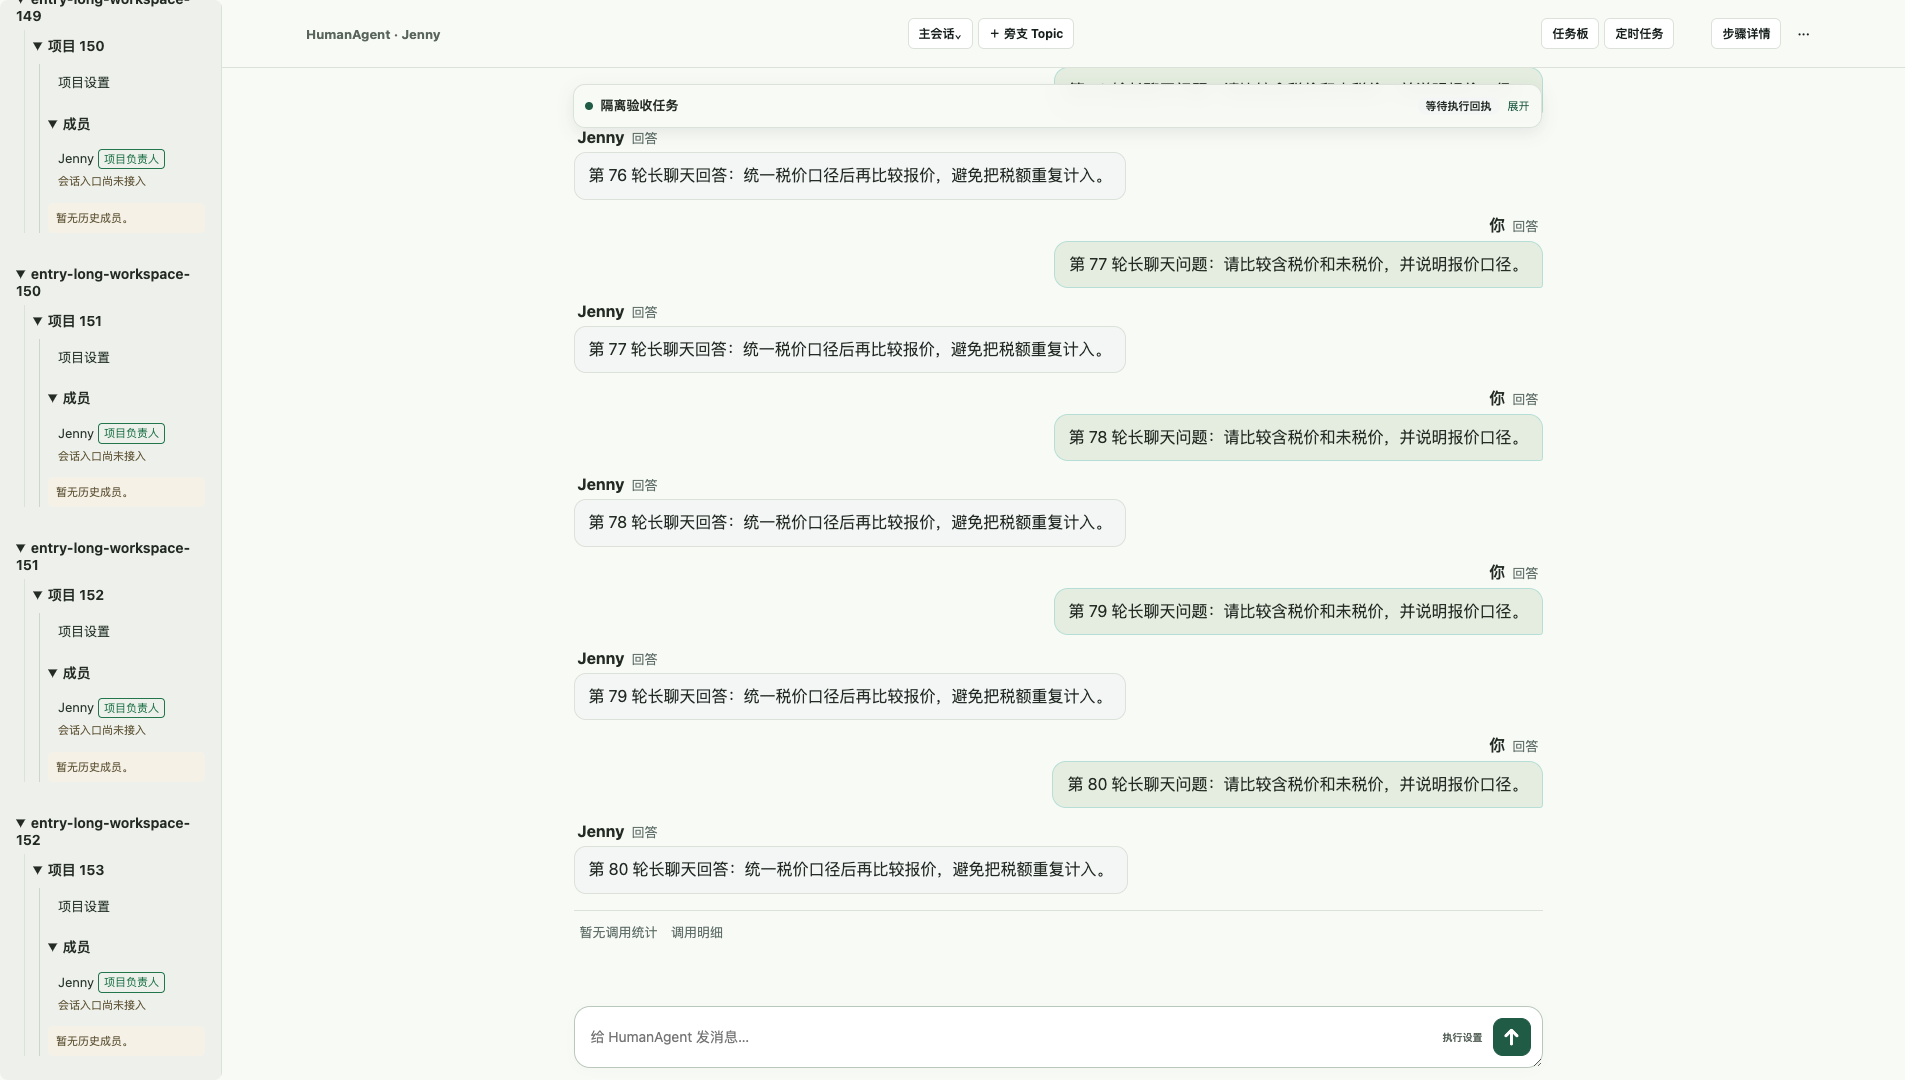 entry-long-workspace-
149
项目 150
项目设置
成员
Jenny 项目负责人
会话入口尚未接入
暂无历史成员。
entry-long-workspace-
150
项目 151
项目设置
成员
Jenny 项目负责人
会话入口尚未接入
暂无历史成员。
entry-long-workspace-
151
项目 152
项目设置
成员
Jenny 项目负责人
会话入口尚未接入
暂无历史成员。
entry-long-workspace-
152
项目 153
项目设置
成员
Jenny 项目负责人
会话入口尚未接入
暂无历史成员。
HumanAgent · Jenny
主会话
+ 旁支 Topic
任务板
定时任务
步骤详情
···
隔离验收任务
等待执行回执 展开
Jenny 回答
第 76 轮长聊天回答：统一税价口径后再比较报价，避免把税额重复计入。
你 回答
第 77 轮长聊天问题：请比较含税价和未税价，并说明报价口径。
Jenny 回答
第 77 轮长聊天回答：统一税价口径后再比较报价，避免把税额重复计入。
你 回答
第 78 轮长聊天问题：请比较含税价和未税价，并说明报价口径。
Jenny 回答
第 78 轮长聊天回答：统一税价口径后再比较报价，避免把税额重复计入。
你 回答
第 79 轮长聊天问题：请比较含税价和未税价，并说明报价口径。
Jenny 回答
第 79 轮长聊天回答：统一税价口径后再比较报价，避免把税额重复计入。
你 回答
第 80 轮长聊天问题：请比较含税价和未税价，并说明报价口径。
Jenny 回答
第 80 轮长聊天回答：统一税价口径后再比较报价，避免把税额重复计入。
暂无调用统计 调用明细
给 HumanAgent 发消息...
执行设置